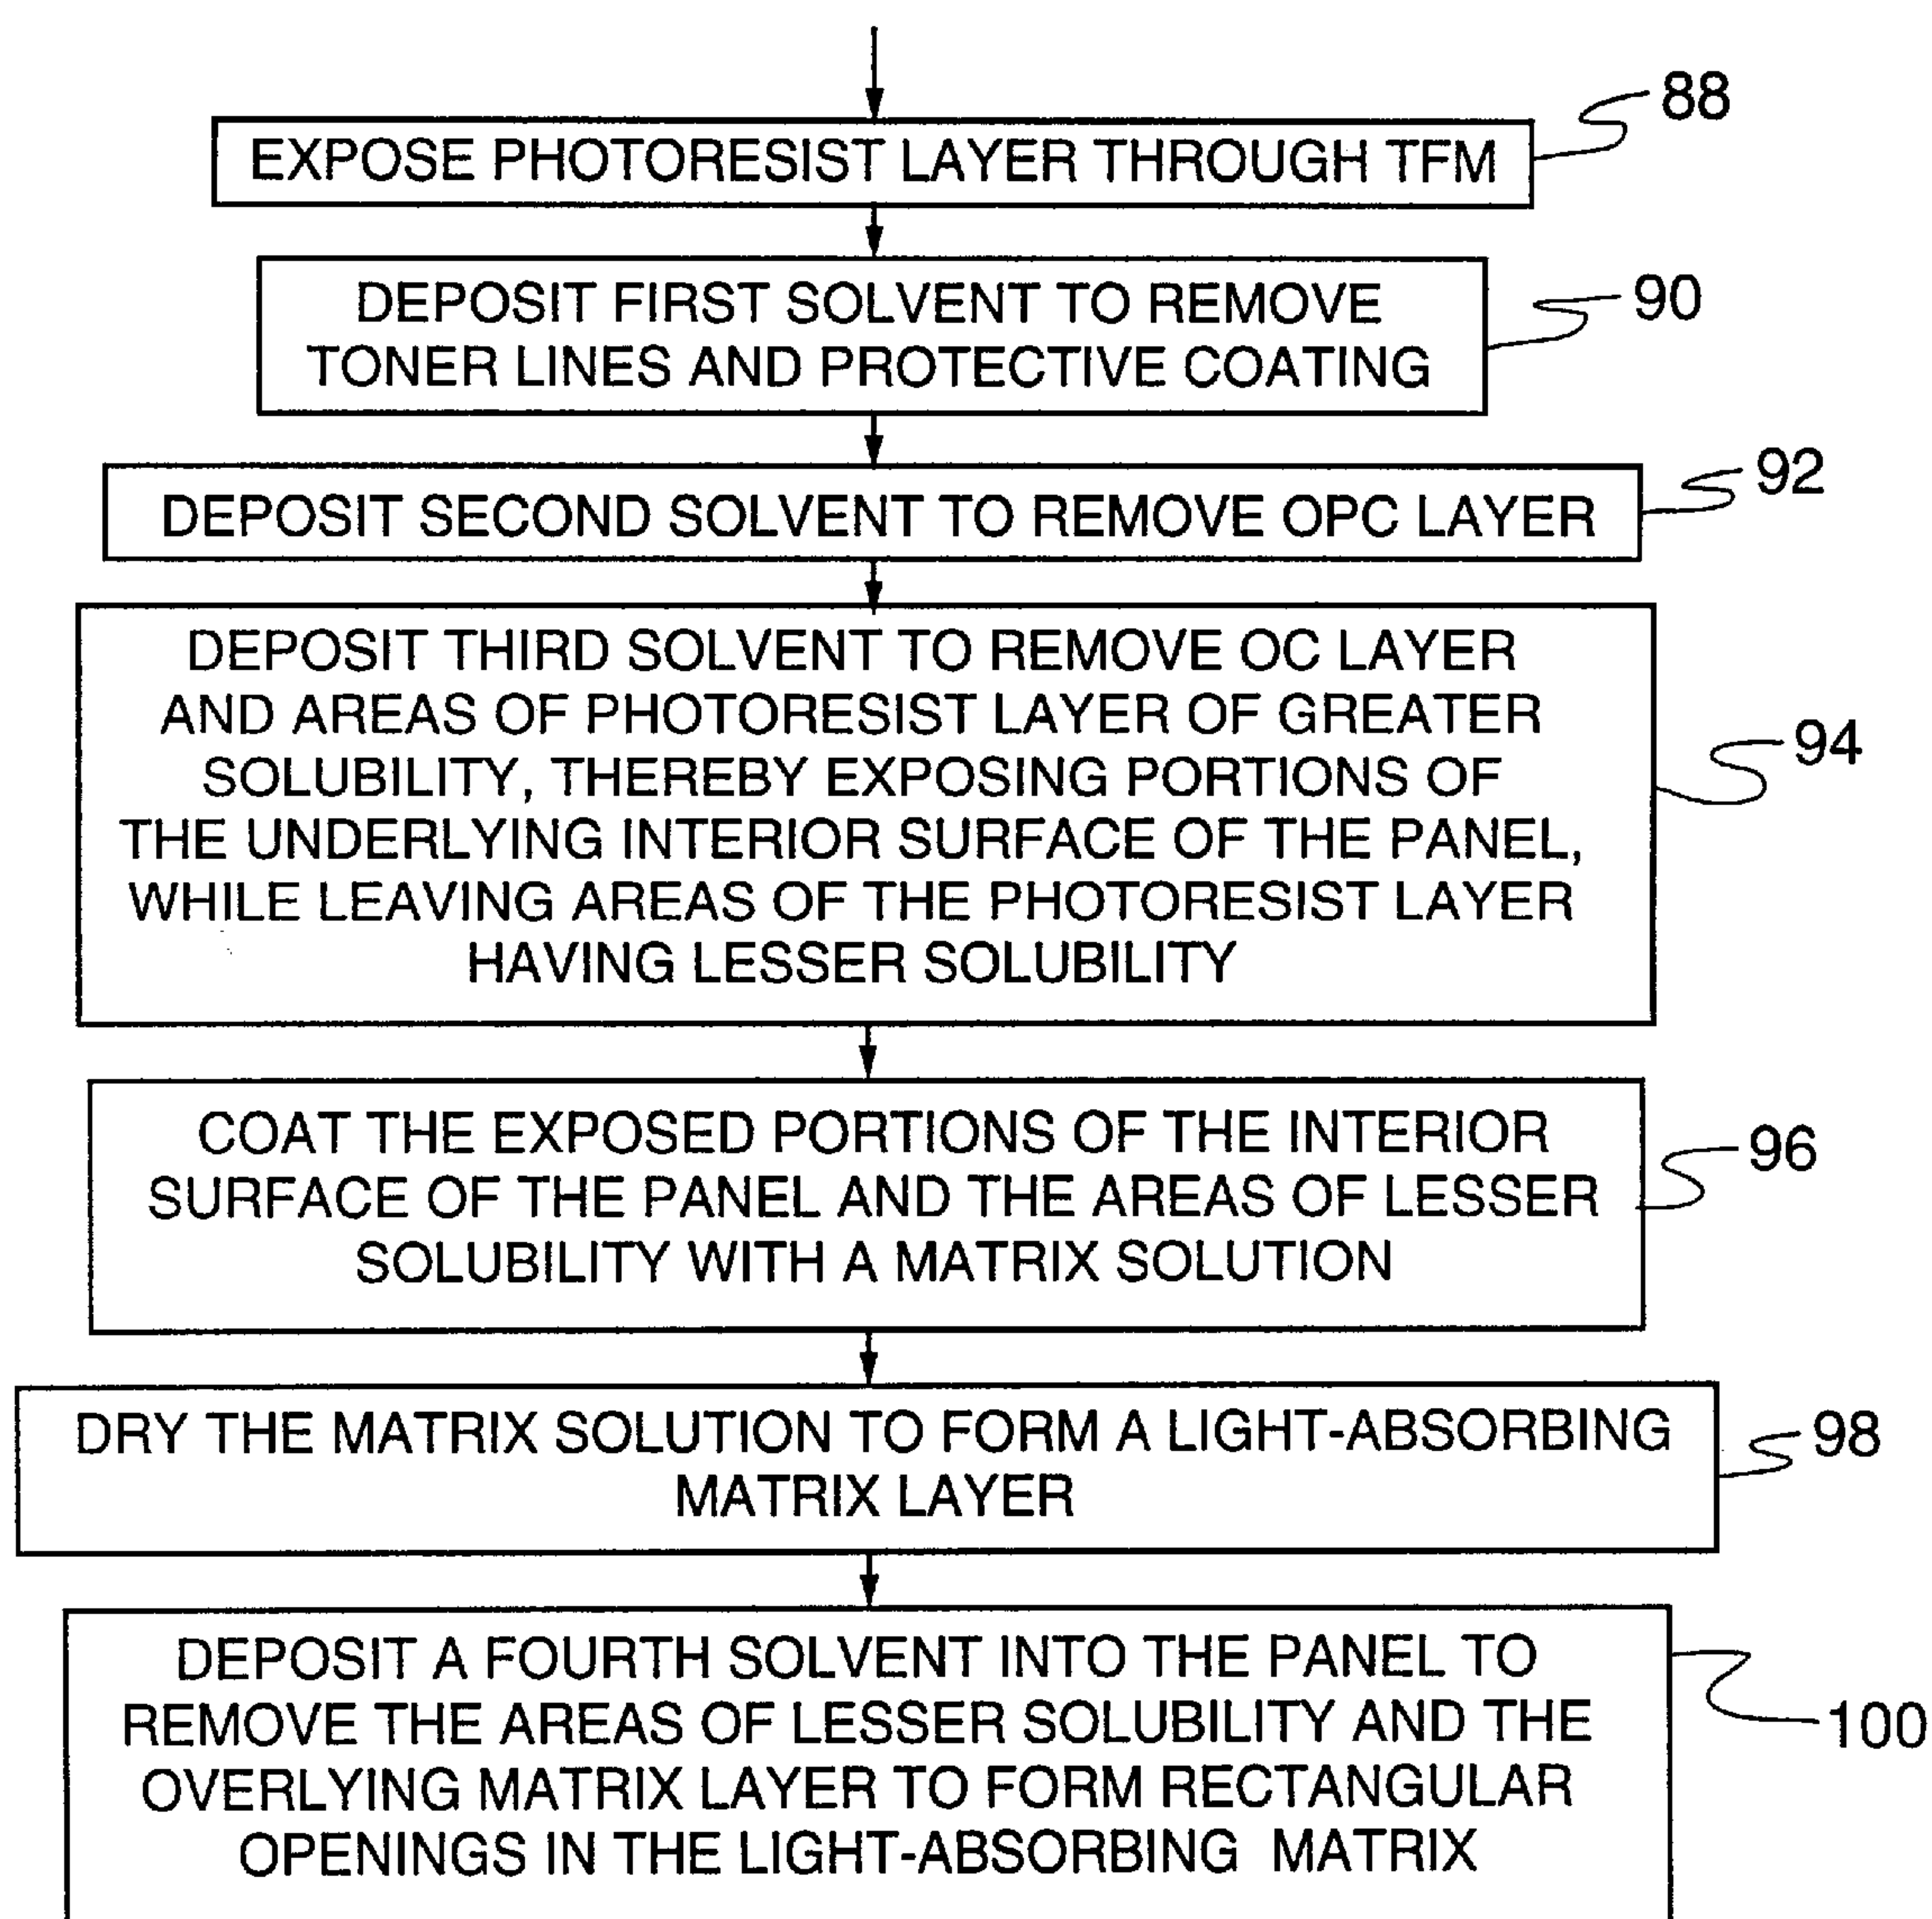 88
EXPOSE PHOTORESIST LAYER THROUGH TFM
90
DEPOSIT FIRST SOLVENT TO REMOVE
TONER LINES AND PROTECTIVE COATING
92
DEPOSIT SECOND SOLVENT TO REMOVE OPC LAYER
DEPOSIT THIRD SOLVENT TO REMOVE OC LAYER
AND AREAS OF PHOTORESIST LAYER OF GREATER
94
SOLUBILITY, THEREBY EXPOSING PORTIONS OF
THE UNDERLYING INTERIOR SURFACE OF THE PANEL,
WHILE LEAVING AREAS OF THE PHOTORESIST LAYER
HAVING LESSER SOLUBILITY
COAT THE EXPOSED PORTIONS OF THE INTERIOR
96
SURFACE OF THE PANEL AND THE AREAS OF LESSER
SOLUBILITY WITH A MATRIX SOLUTION
DRY THE MATRIX SOLUTION TO FORM A LIGHT-ABSORBING
98
MATRIX LAYER
DEPOSIT A FOURTH SOLVENT INTO THE PANEL TO
REMOVE THE AREAS OF LESSER SOLUBILITY AND THE
100
OVERLYING MATRIX LAYER TO FORM RECTANGULAR
OPENINGS IN THE LIGHT-ABSORBING MATRIX